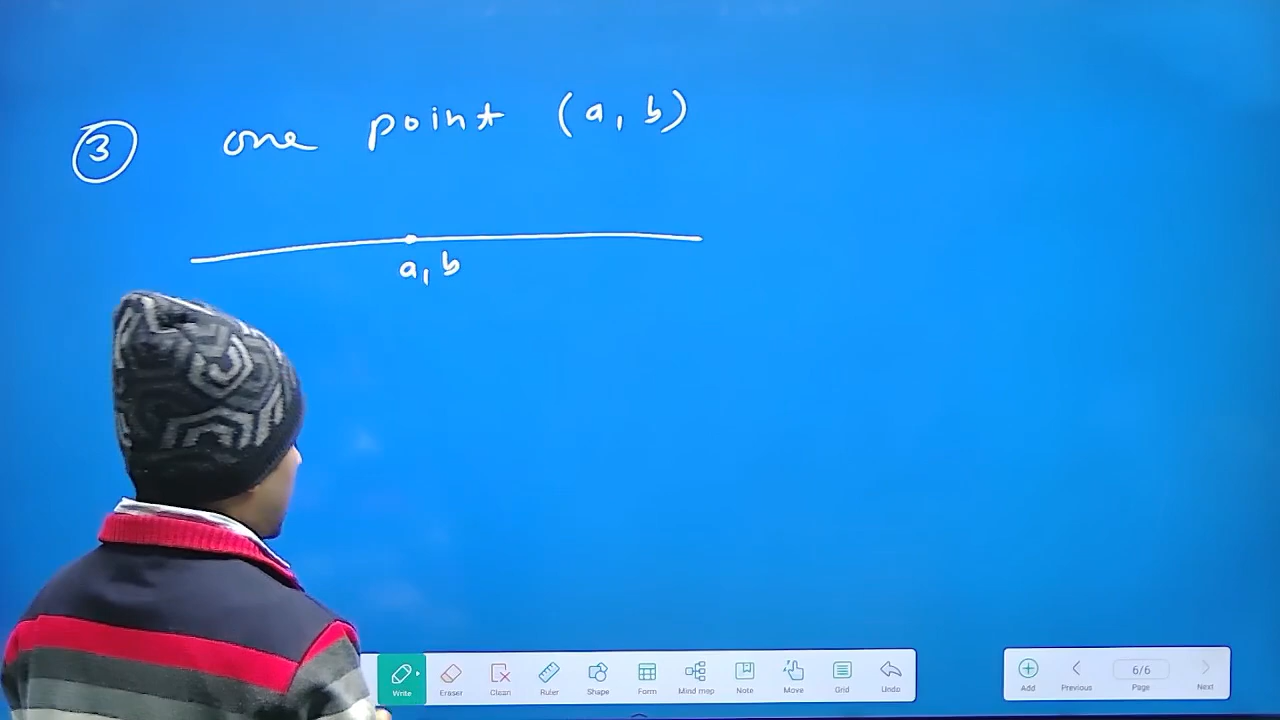 ③ one point (a, b)
a, b
Write Eraser Clean Ruler Shape Form Mind map Note Move Grid Undo
Add Previous 6/6 Page Next